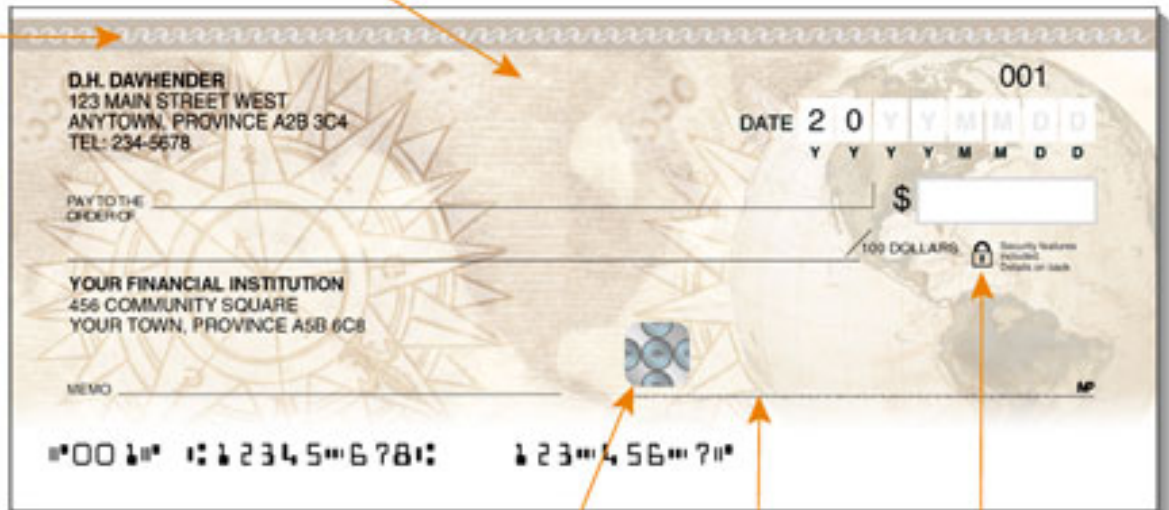 D.H. DAVHENDER
123 MAIN STREET WEST
ANYTOWN, PROVINCE A2B 3C4
TEL: 234-5678
001
DATE 2 0 Y Y M M D D
Y Y Y Y M M D D
PAY TO THE
ORDER OF
$
/100 DOLLARS
Security features
included.
Details on back
YOUR FINANCIAL INSTITUTION
456 COMMUNITY SQUARE
YOUR TOWN, PROVINCE A5B 6C8
MEMO
MP
⑈001⑈ ⑆12345⑉678⑆ 123⑉456⑉7⑈